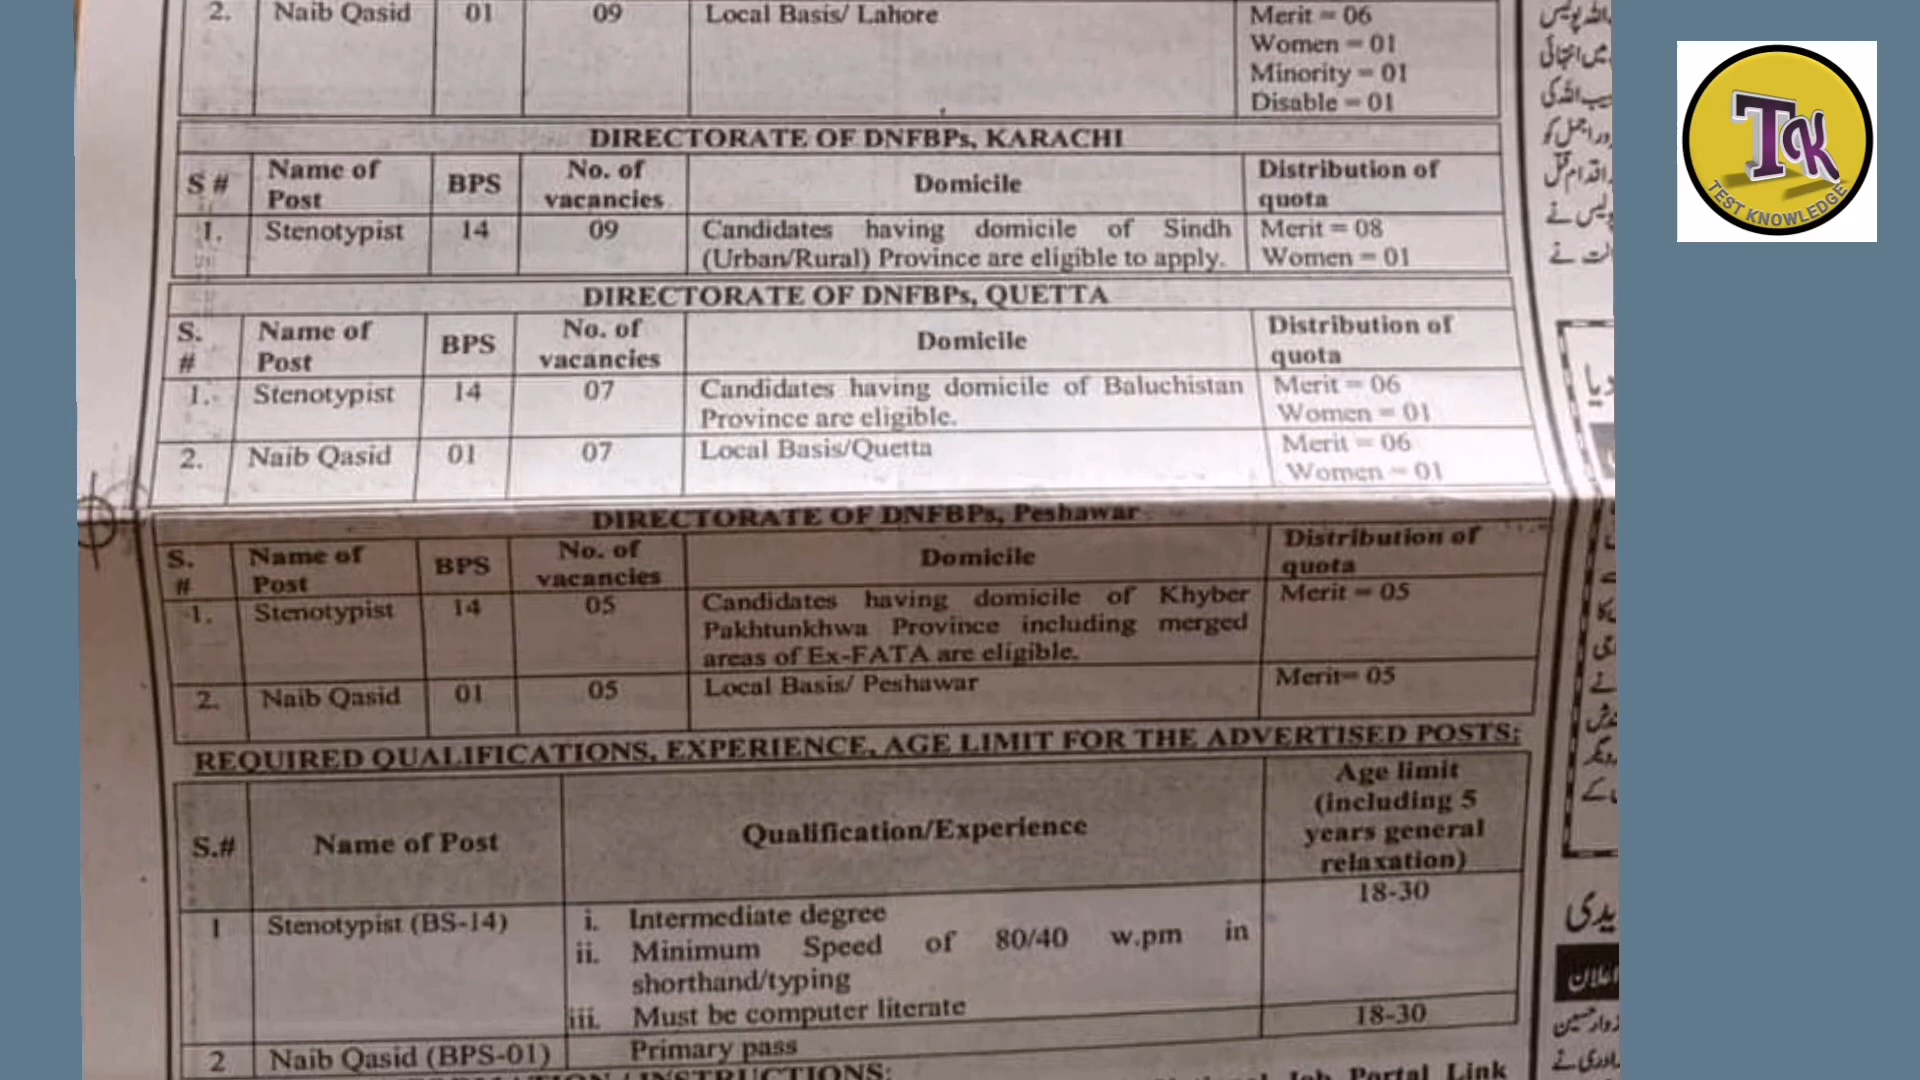 2. Naib Qasid 01 09 Local Basis/ Lahore Merit = 06
Women = 01
Minority = 01
Disable = 01
DIRECTORATE OF DNFBPs, KARACHI
S # Name of Post BPS No. of vacancies Domicile Distribution of quota
1. Stenotypist 14 09 Candidates having domicile of Sindh Merit = 08
(Urban/Rural) Province are eligible to apply. Women = 01
DIRECTORATE OF DNFBPs, QUETTA
S. # Name of Post BPS No. of vacancies Domicile Distribution of quota
1. Stenotypist 14 07 Candidates having domicile of Baluchistan Merit = 06
Province are eligible. Women = 01
2. Naib Qasid 01 07 Local Basis/Quetta Merit = 06
Women = 01
DIRECTORATE OF DNFBPs, Peshawar
S. # Name of Post BPS No. of vacancies Domicile Distribution of quota
1. Stenotypist 14 05 Candidates having domicile of Khyber Merit = 05
Pakhtunkhwa Province including merged
areas of Ex-FATA are eligible.
2. Naib Qasid 01 05 Local Basis/ Peshawar Merit= 05
REQUIRED QUALIFICATIONS, EXPERIENCE, AGE LIMIT FOR THE ADVERTISED POSTS:
S.# Name of Post Qualification/Experience Age limit (including 5 years general relaxation)
1 Stenotypist (BS-14) i. Intermediate degree 18-30
ii. Minimum Speed of 80/40 w.pm in
shorthand/typing
iii. Must be computer literate
2 Naib Qasid (BPS-01) Primary pass 18-30
INSTRUCTIONS:
Job Portal Link
TK
TEST KNOWLEDGE
میں انتہائی
پولیس نے
دیا
اعلان